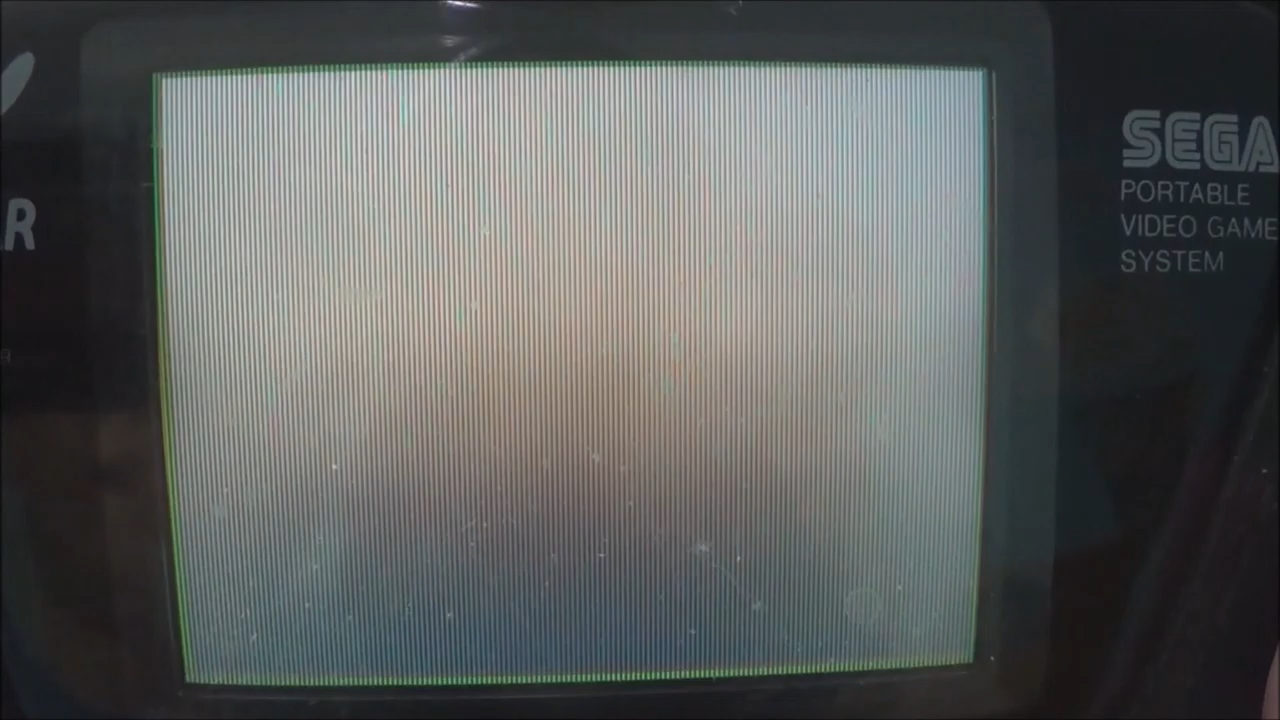 R
SEGA
PORTABLE
VIDEO GAME
SYSTEM